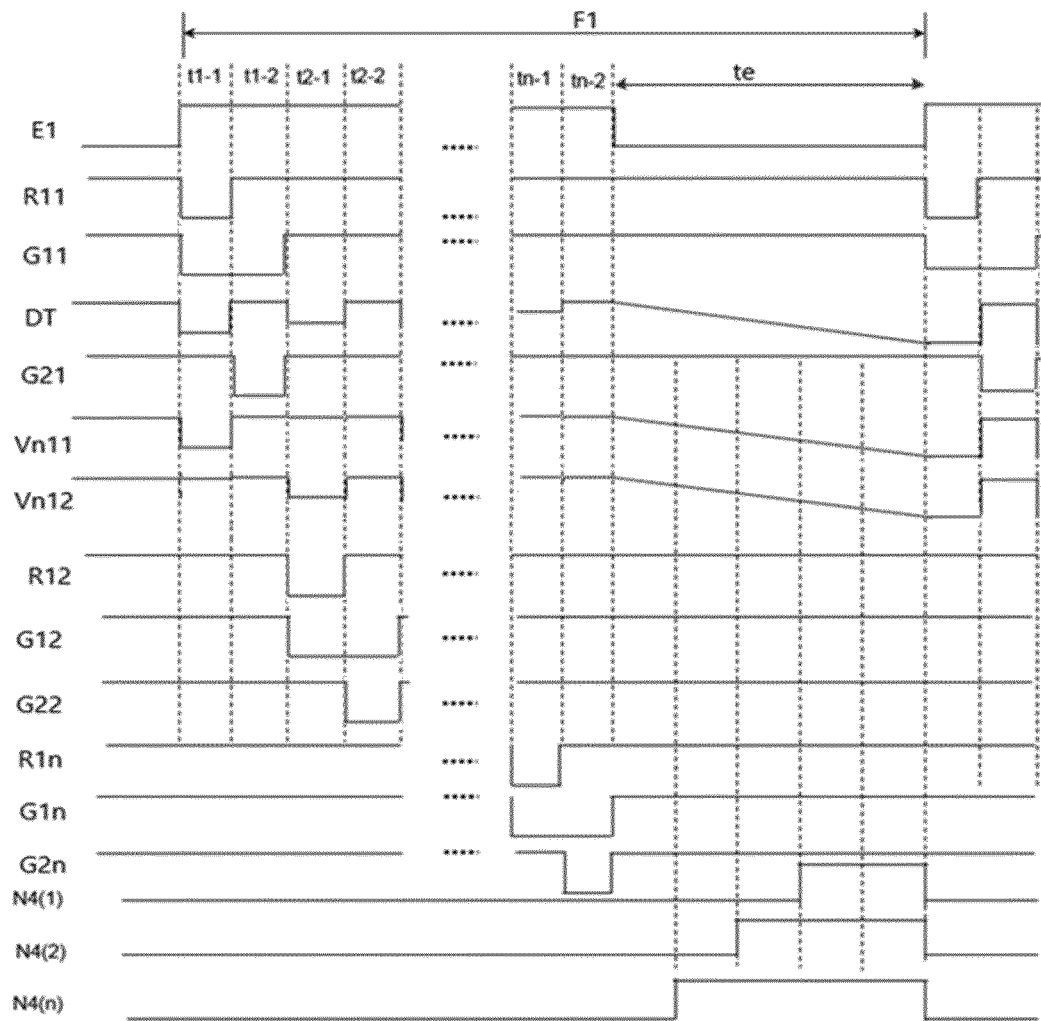 F1
t1-1 t1-2 t2-1 t2-2 tn-1 tn-2 te
E1
R11
G11
DT
G21
Vn11
Vn12
R12
G12
G22
R1n
G1n
G2n
N4(1)
N4(2)
N4(n)